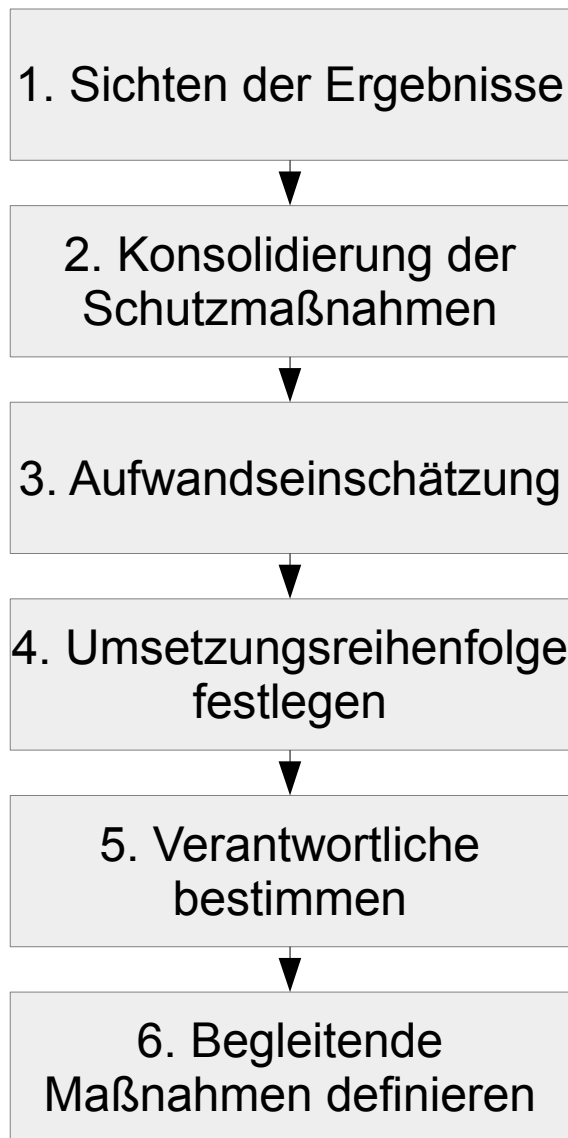 1. Sichten der Ergebnisse
2. Konsolidierung der
Schutzmaßnahmen
3. Aufwandseinschätzung
4. Umsetzungsreihenfolge
festlegen
5. Verantwortliche
bestimmen
6. Begleitende
Maßnahmen definieren